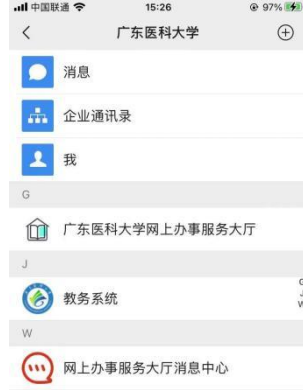 中国联通 15:26 97%
广东医科大学
消息
企业通讯录
我
G
广东医科大学网上办事服务大厅
J
教务系统
G
J
W
W
网上办事服务大厅消息中心